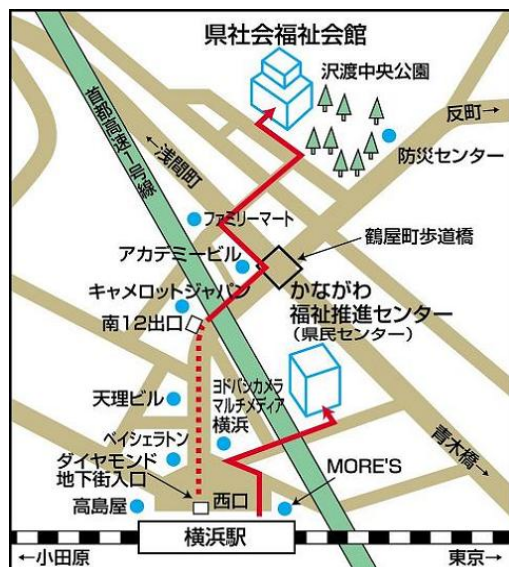 県社会福祉会館
沢渡中央公園
反町→
←浅間町
首都高速1号線
防災センター
ファミリーマート
鶴屋町歩道橋
アカデミービル
かながわ
福祉推進センター
（県民センター）
キャメロットジャパン
南12出口
天理ビル
ヨドバシカメラ
マルチメディア
横浜
ベイシェラトン
青木橋→
ダイヤモンド
地下街入口
MORE'S
高島屋
西口
横浜駅
←小田原
東京→